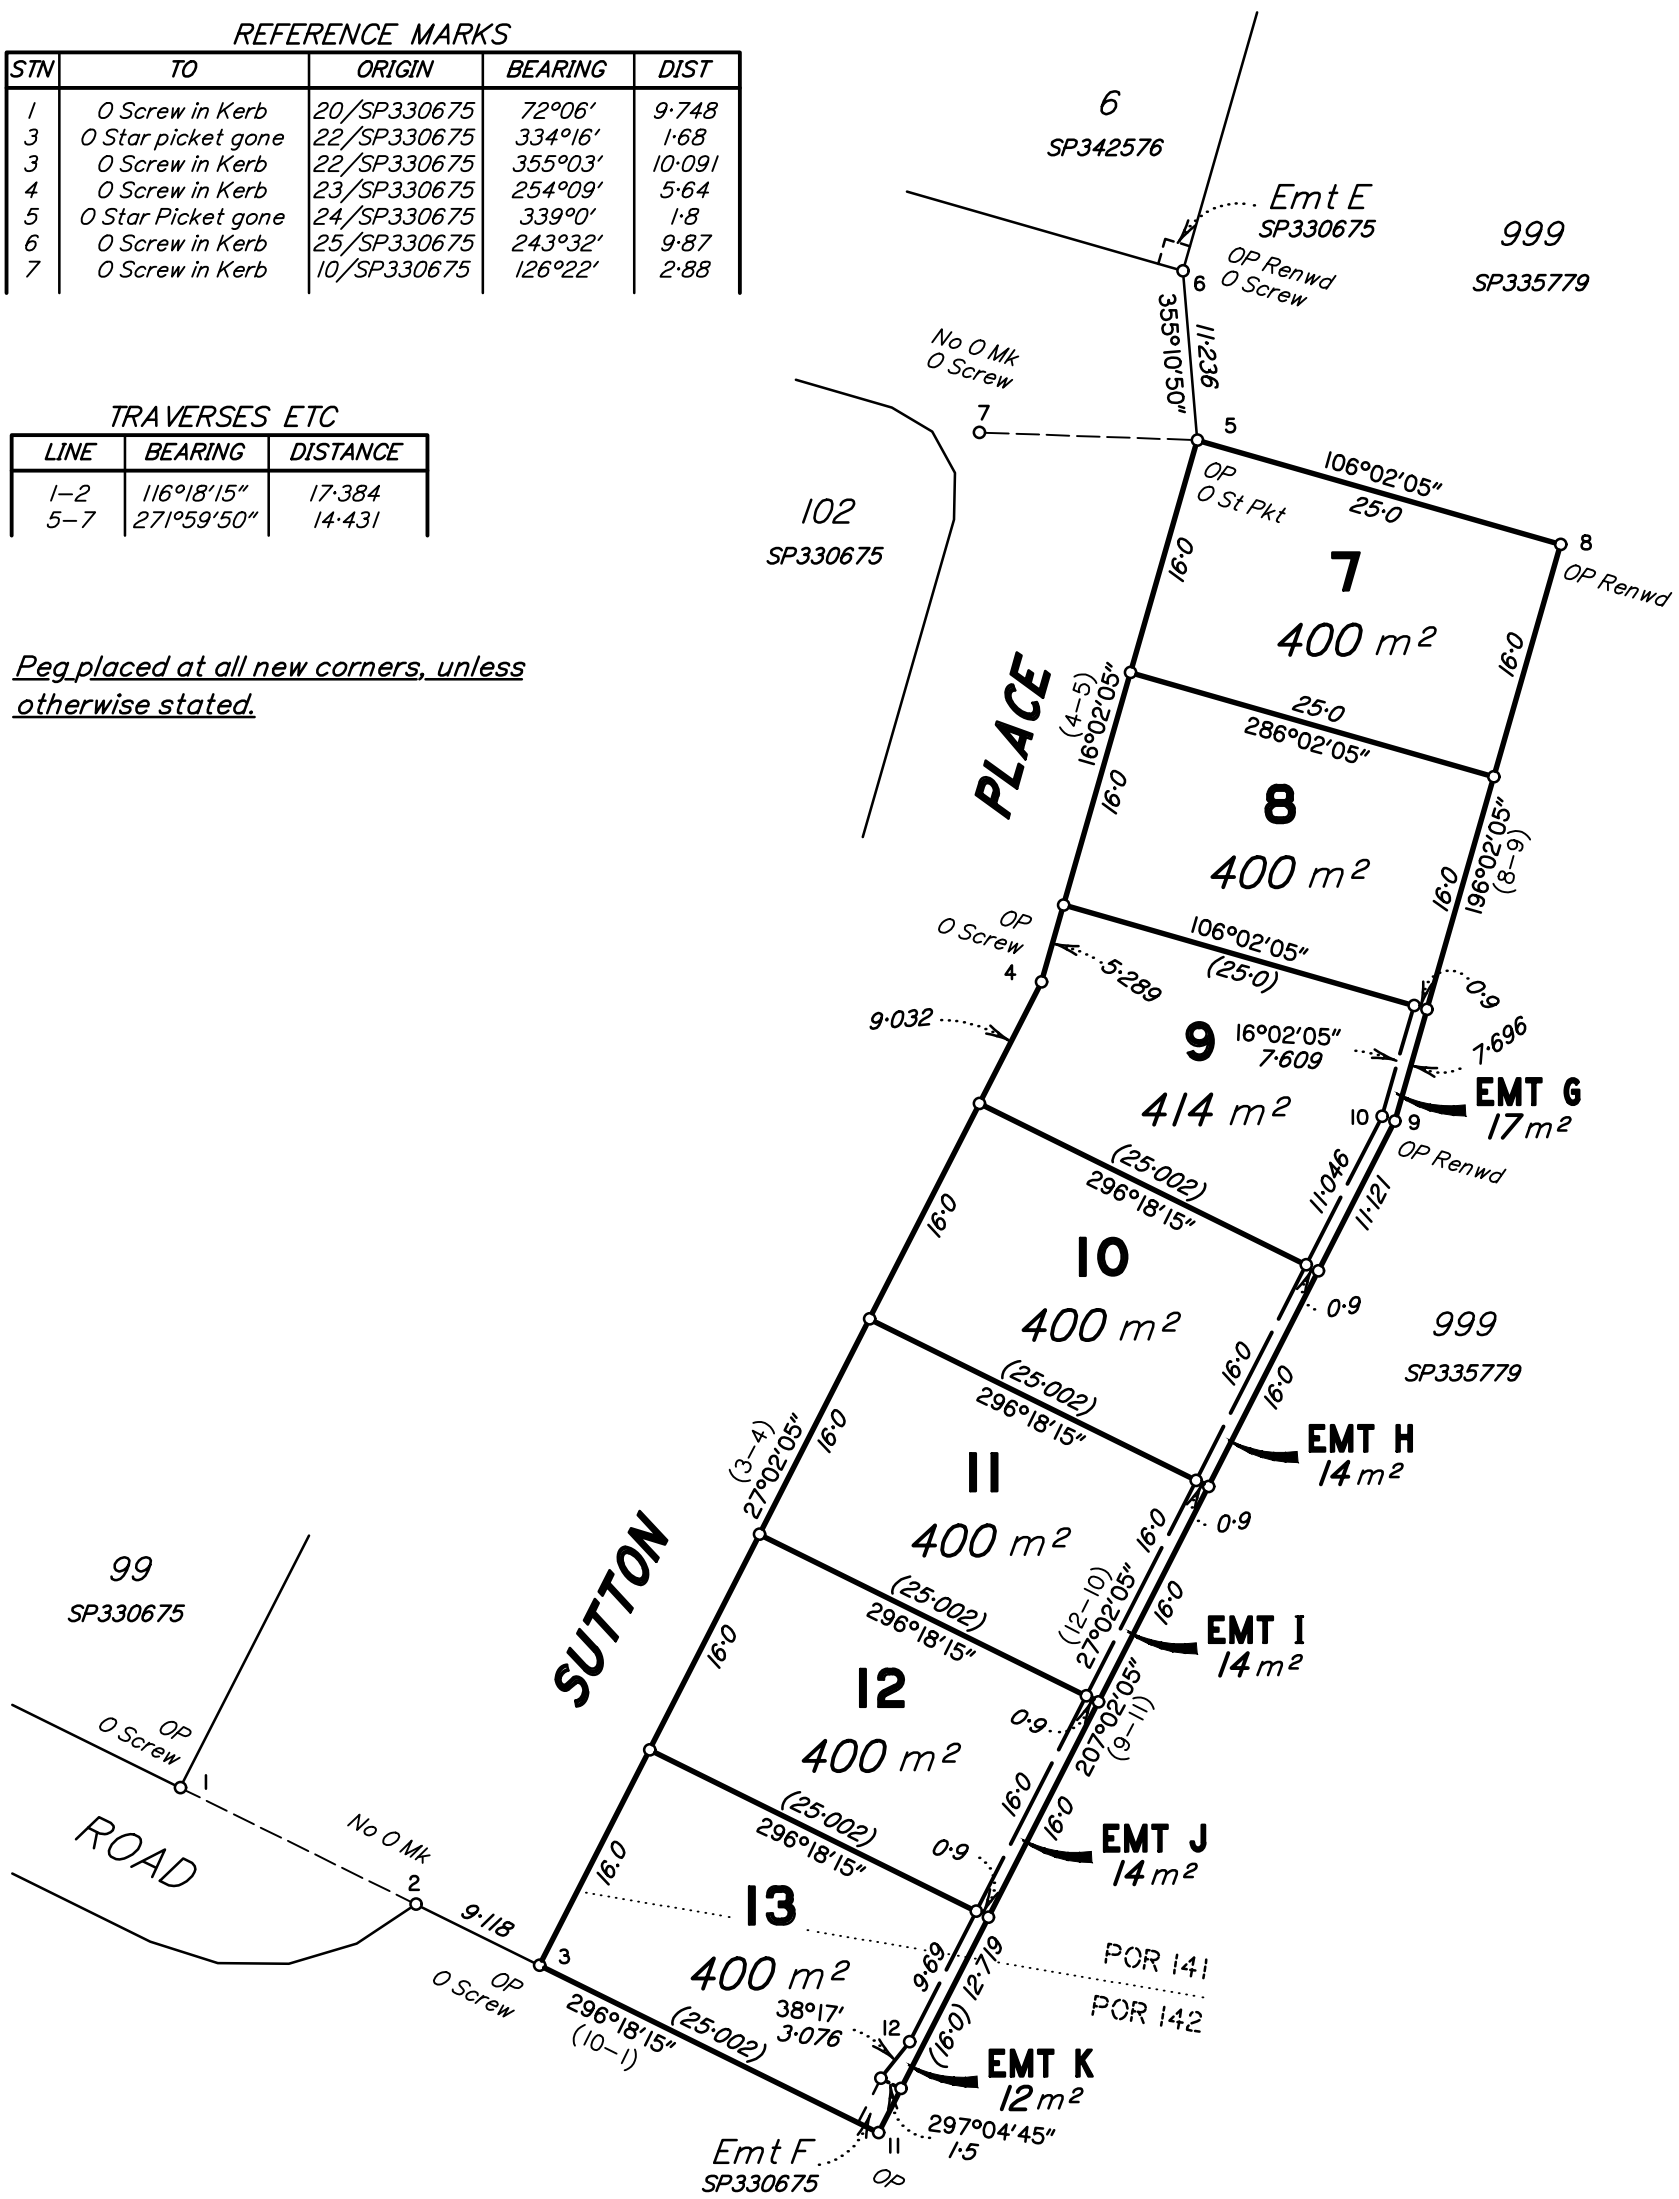 REFERENCE MARKS
STN TO ORIGIN BEARING DIST
1 O Screw in Kerb 20/SP330675 72°06′ 9·748
3 O Star picket gone 22/SP330675 334°16′ 1·68
3 O Screw in Kerb 22/SP330675 355°03′ 10·091
4 O Screw in Kerb 23/SP330675 254°09′ 5·64
5 O Star Picket gone 24/SP330675 339°0′ 1·8
6 O Screw in Kerb 25/SP330675 243°32′ 9·87
7 O Screw in Kerb 10/SP330675 126°22′ 2·88
TRAVERSES ETC
LINE BEARING DISTANCE
1-2 116°18′15″ 17·384
5-7 271°59′50″ 14·431
Peg placed at all new corners, unless
otherwise stated.
6
SP342576
Emt E
SP330675
999
SP335779
OP Renwd
O Screw
6
355°10′50″
11·236
No O Mk
O Screw
7
5
OP
O St Pkt
106°02′05″
25·0
8
OP Renwd
102
SP330675
16·0
7
400 m²
16·0
PLACE
(4-5)
16°02′05″
25·0
286°02′05″
16·0
8
400 m²
16·0
196°02′05″
(8-9)
OP
O Screw
4
5·289
106°02′05″
(25·0)
0·9
9·032
9
16°02′05″
7·609
7·696
414 m²
EMT G
17 m²
10
9
OP Renwd
(25·002)
296°18′15″
11·046
11·121
16·0
10
400 m²
0·9
999
SP335779
16·0
16·0
(25·002)
296°18′15″
EMT H
14 m²
(3-4)
27°02′05″
16·0
11
400 m²
0·9
16·0
16·0
(12-10)
27°02′05″
EMT I
14 m²
SUTTON
(25·002)
296°18′15″
16·0
12
400 m²
0·9
207°02′05″
(9-11)
16·0
16·0
EMT J
14 m²
99
SP330675
OP
O Screw
1
ROAD
No O Mk
2
9·118
3
OP
O Screw
(25·002)
296°18′15″
0·9
16·0
13
400 m²
9·69
12·719
(16·0)
POR 141
POR 142
38°17′
3·076
12
EMT K
12 m²
296°18′15″
(10-1)
(25·002)
297°04′45″
1·5
11
OP
Emt F
SP330675